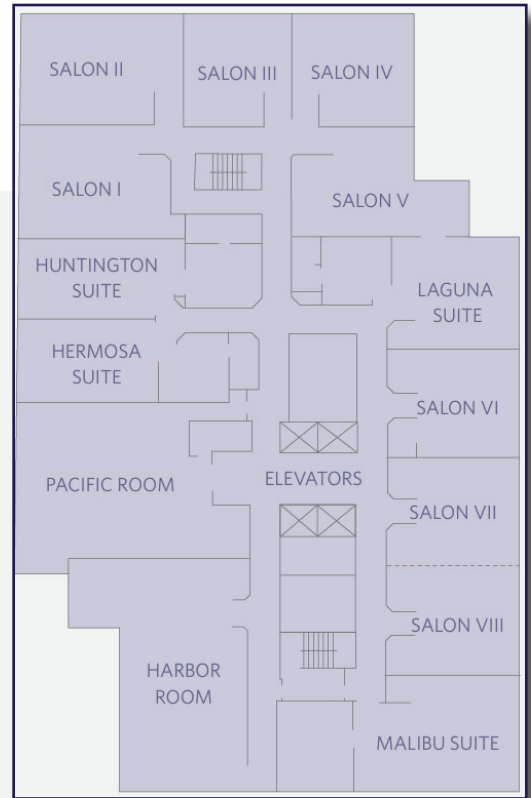 SALON II
SALON III
SALON IV
SALON I
SALON V
HUNTINGTON
SUITE
LAGUNA
SUITE
HERMOSA
SUITE
SALON VI
PACIFIC ROOM
ELEVATORS
SALON VII
SALON VIII
HARBOR
ROOM
MALIBU SUITE